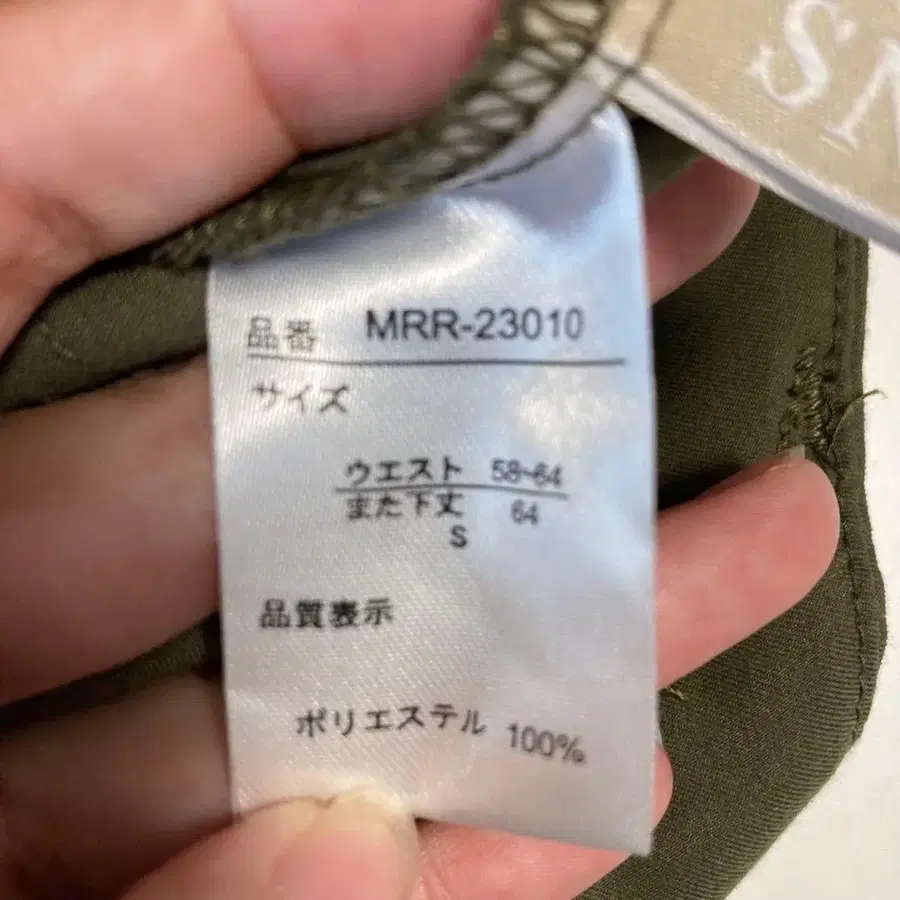 SN
品番 MRR-23010
サイズ
ウエスト 58~64
また下丈 64
S
品質表示
ポリエステル 100%